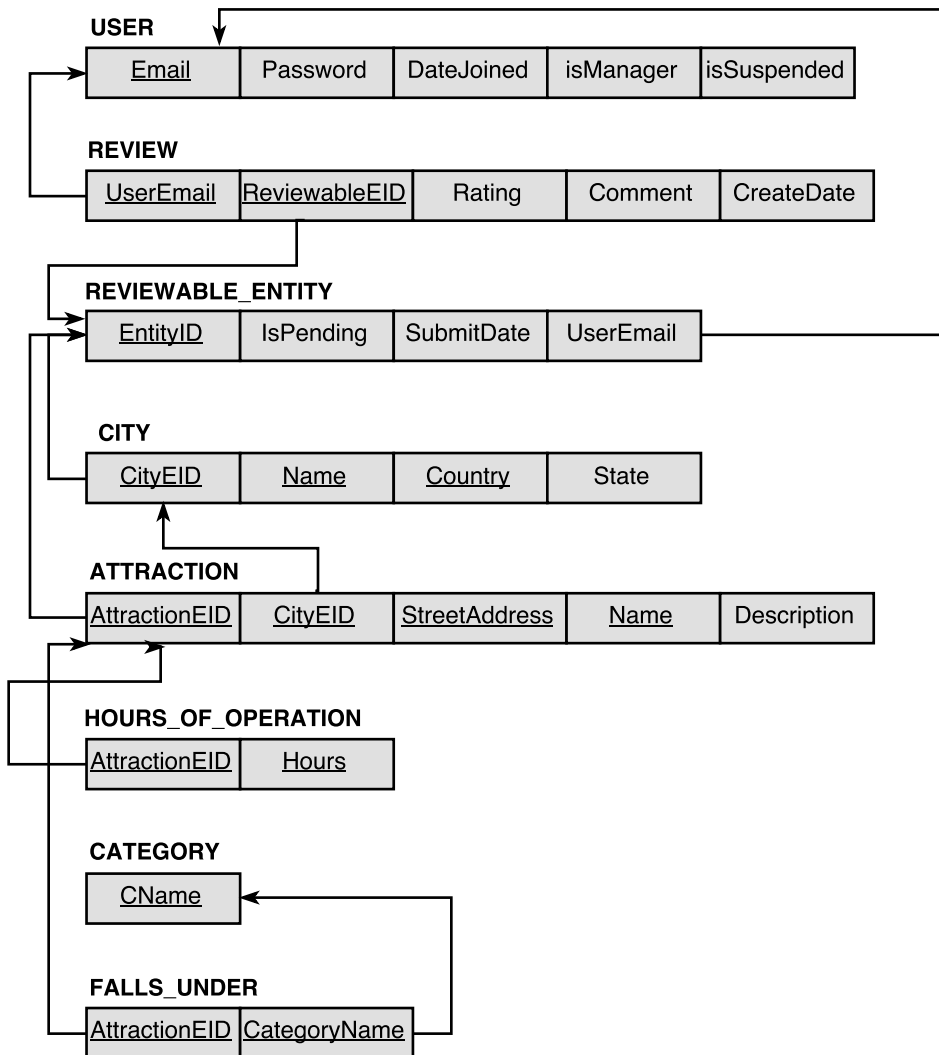 USER
Email Password DateJoined isManager isSuspended
REVIEW
UserEmail ReviewableEID Rating Comment CreateDate
REVIEWABLE_ENTITY
EntityID IsPending SubmitDate UserEmail
CITY
CityEID Name Country State
ATTRACTION
AttractionEID CityEID StreetAddress Name Description
HOURS_OF_OPERATION
AttractionEID Hours
CATEGORY
CName
FALLS_UNDER
AttractionEID CategoryName